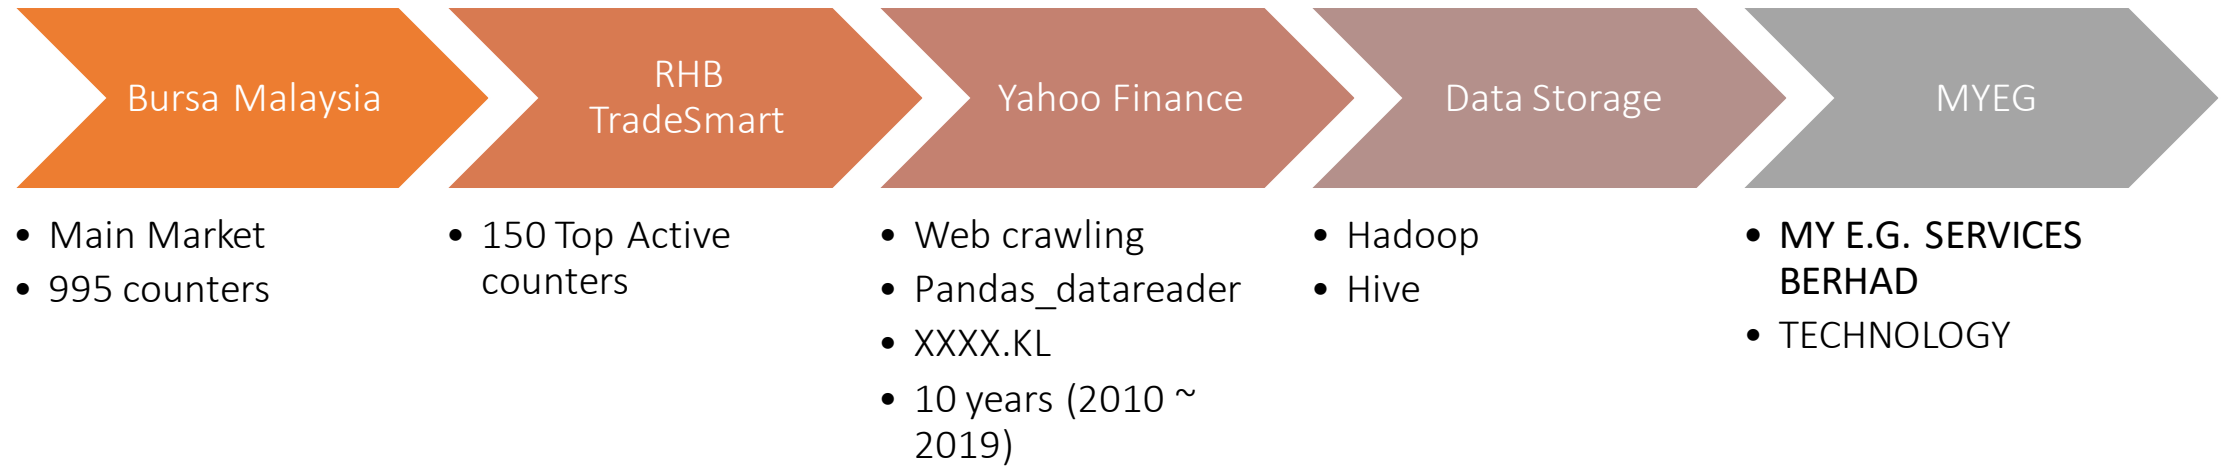 Bursa Malaysia
• Main Market
• 995 counters
RHB
TradeSmart
• 150 Top Active
counters
Yahoo Finance
• Web crawling
• Pandas_datareader
• XXXX.KL
• 10 years (2010 ~
2019)
Data Storage
• Hadoop
• Hive
MYEG
• MY E.G. SERVICES
BERHAD
• TECHNOLOGY